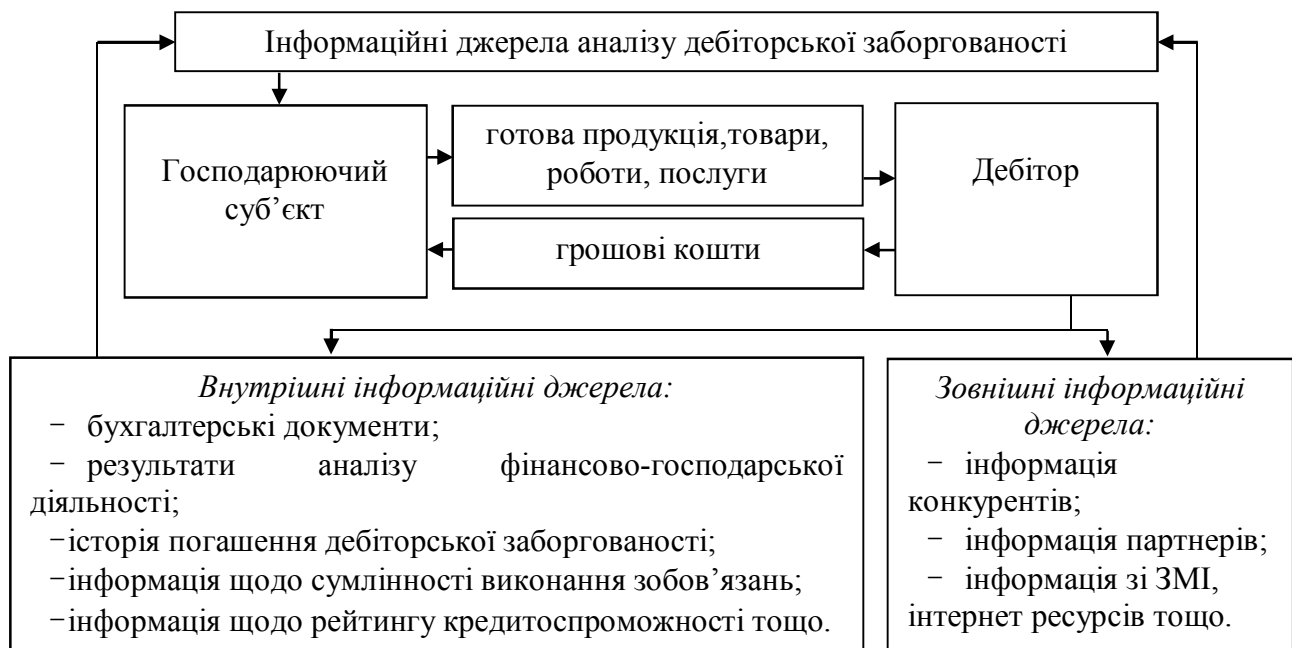 Інформаційні джерела аналізу дебіторської заборгованості
Господарюючий
суб’єкт
готова продукція,товари,
роботи, послуги
грошові кошти
Дебітор
Внутрішні інформаційні джерела:
− бухгалтерські документи;
− результати аналізу фінансово-господарської
діяльності;
−історія погашення дебіторської заборгованості;
−інформація щодо сумлінності виконання зобов’язань;
−інформація щодо рейтингу кредитоспроможності тощо.
Зовнішні інформаційні
джерела:
− інформація
конкурентів;
− інформація партнерів;
− інформація зі ЗМІ,
інтернет ресурсів тощо.